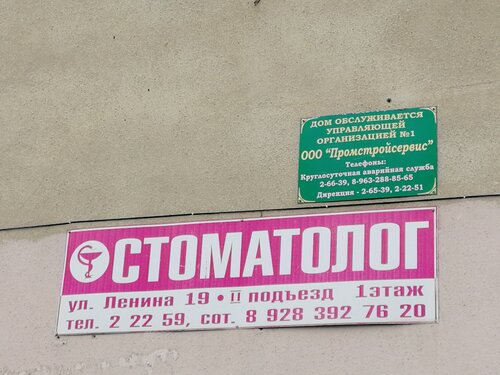 ДОМ ОБСЛУЖИВАЕТСЯ
УПРАВЛЯЮЩЕЙ
ОРГАНИЗАЦИЕЙ №1
ООО "Промстройсервис"
Телефоны:
Круглосуточная аварийная служба
2-66-39, 8-963-288-85-65
Дирекция - 2-65-39, 2-22-51
СТОМАТОЛОГ
ул. Ленина 19 • II подъезд 1этаж
тел. 2 22 59, сот. 8 928 392 76 20